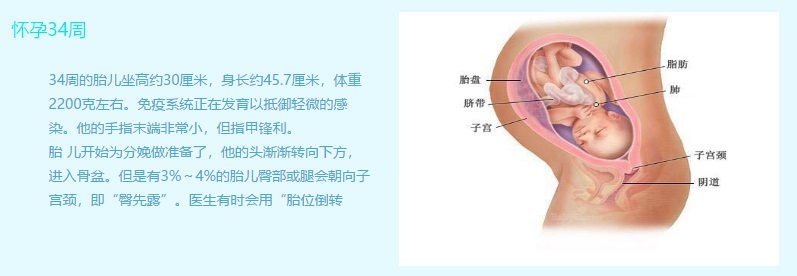 怀孕34周
34周的胎儿坐高约30厘米，身长约45.7厘米，体重
2200克左右。免疫系统正在发育以抵御轻微的感
染。他的手指末端非常小，但指甲锋利。
胎 儿开始为分娩做准备了，他的头渐渐转向下方，
进入骨盆。但是有3%～4%的胎儿臀部或腿会朝向子
宫颈，即“臀先露”。医生有时会用“胎位倒转
胎盘
脐带
子宫
脂肪
肺
子宫颈
阴道